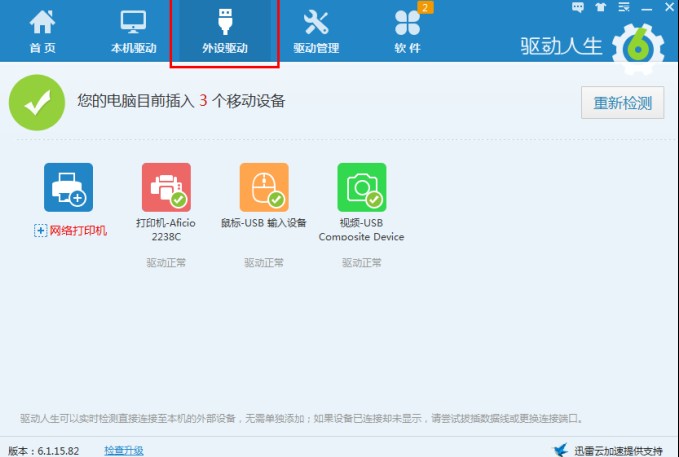 2
首页 本机驱动 外设驱动 驱动管理 软件
驱动人生 6
您的电脑目前插入 3 个移动设备
重新检测
网络打印机
打印机-Aficio
2238C
驱动正常
鼠标-USB 输入设备
驱动正常
视频-USB
Composite Device
驱动正常
驱动人生可以实时检测直接连接至本机的外部设备，无需单独添加；如果设备已连接却未显示，请尝试拔插数据线或更换连接端口。
版本：6.1.15.82 检查升级 迅雷云加速提供支持